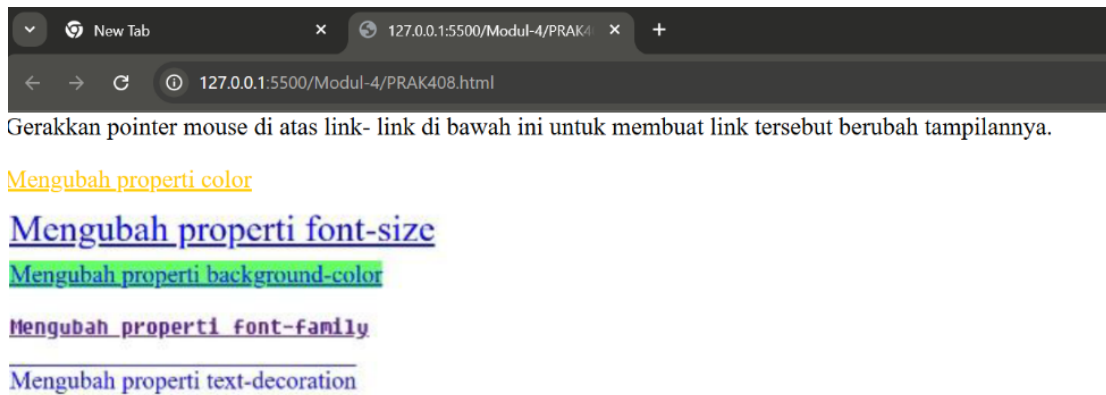 New Tab
127.0.0.1:5500/Modul-4/PRAK4
127.0.0.1:5500/Modul-4/PRAK408.html
Gerakkan pointer mouse di atas link- link di bawah ini untuk membuat link tersebut berubah tampilannya.
Mengubah properti color
Mengubah properti font-size
Mengubah properti background-color
Mengubah properti font-family
Mengubah properti text-decoration